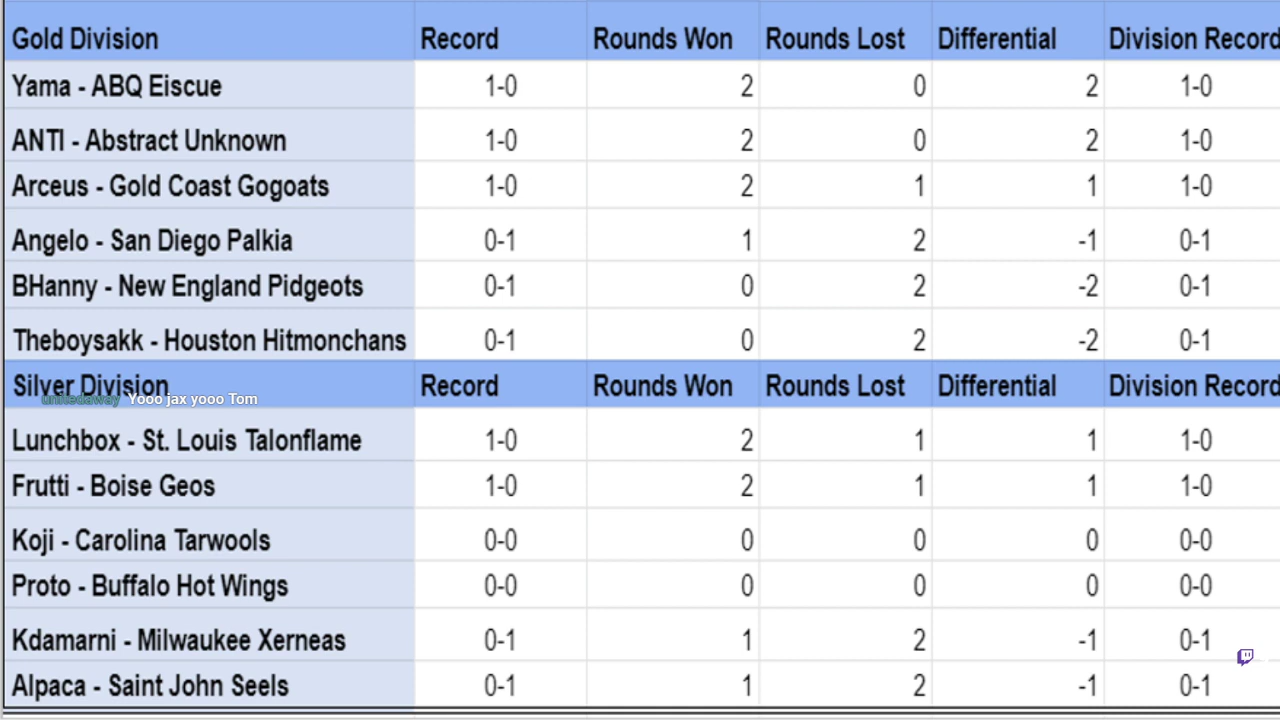 Gold Division Record Rounds Won Rounds Lost Differential Division Record
Yama - ABQ Eiscue 1-0 2 0 2 1-0
ANTI - Abstract Unknown 1-0 2 0 2 1-0
Arceus - Gold Coast Gogoats 1-0 2 1 1 1-0
Angelo - San Diego Palkia 0-1 1 2 -1 0-1
BHanny - New England Pidgeots 0-1 0 2 -2 0-1
Theboysakk - Houston Hitmonchans 0-1 0 2 -2 0-1
Silver Division Record Rounds Won Rounds Lost Differential Division Record
unitedaway Yooo jax yooo Tom
Lunchbox - St. Louis Talonflame 1-0 2 1 1 1-0
Frutti - Boise Geos 1-0 2 1 1 1-0
Koji - Carolina Tarwools 0-0 0 0 0 0-0
Proto - Buffalo Hot Wings 0-0 0 0 0 0-0
Kdamarni - Milwaukee Xerneas 0-1 1 2 -1 0-1
Alpaca - Saint John Seels 0-1 1 2 -1 0-1